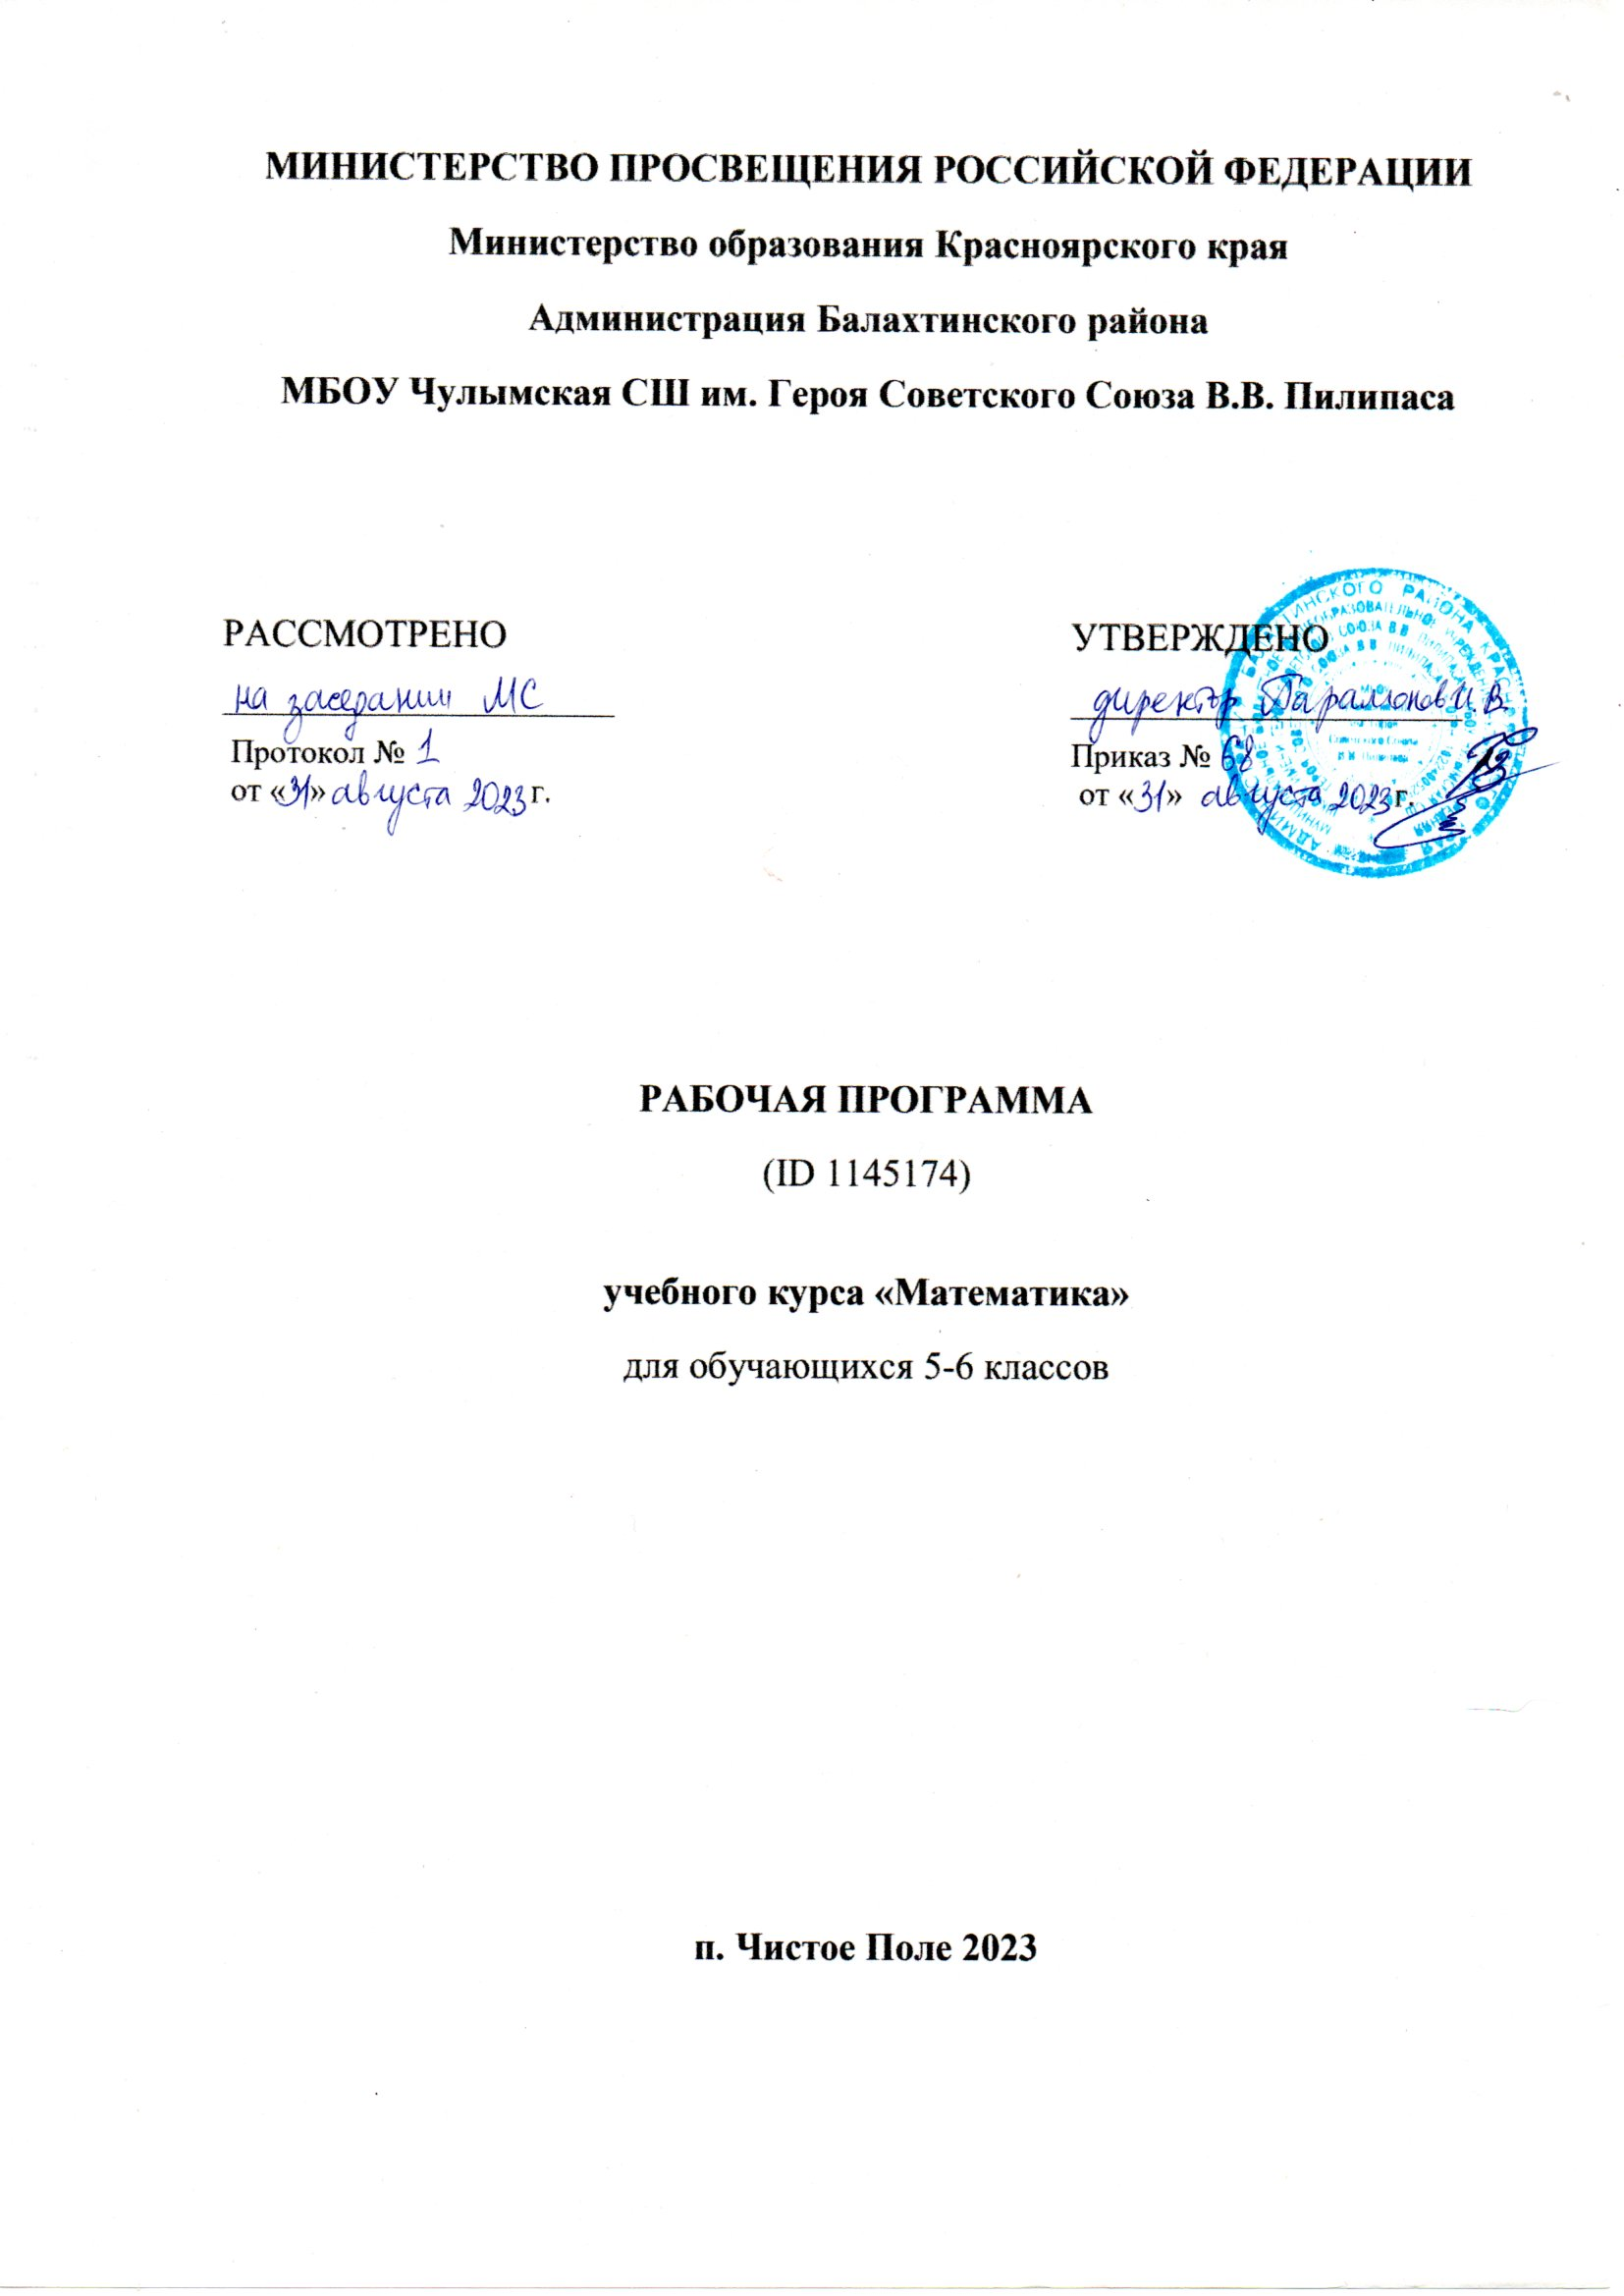 МИНИСТЕРСТВО ПРОСВЕЩЕНИЯ РОССИЙСКОЙ ФЕДЕРАЦИИ
Министерство образования Красноярского края
Администрация Балахтинского района
МБОУ Чулымская СШ им. Героя Советского Союза В.В. Пилипаса
РАССМОТРЕНО
на заседании МС
Протокол № 1
от «31» августа 2023 г.
УТВЕРЖДЕНО
директор Парамонов И.В.
Приказ № 68
от «31» августа 2023 г.
РАБОЧАЯ ПРОГРАММА
(ID 1145174)
учебного курса «Математика»
для обучающихся 5-6 классов
п. Чистое Поле 2023